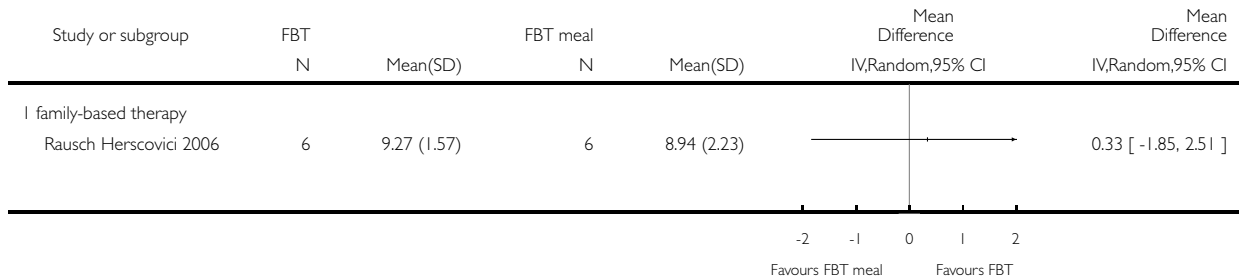 Study or subgroup FBT FBT meal Mean Difference Mean Difference
N Mean(SD) N Mean(SD) IV,Random,95% CI IV,Random,95% CI
1 family-based therapy
Rausch Herscovici 2006 6 9.27 (1.57) 6 8.94 (2.23) 0.33 [ -1.85, 2.51 ]
-2 -1 0 1 2
Favours FBT meal Favours FBT